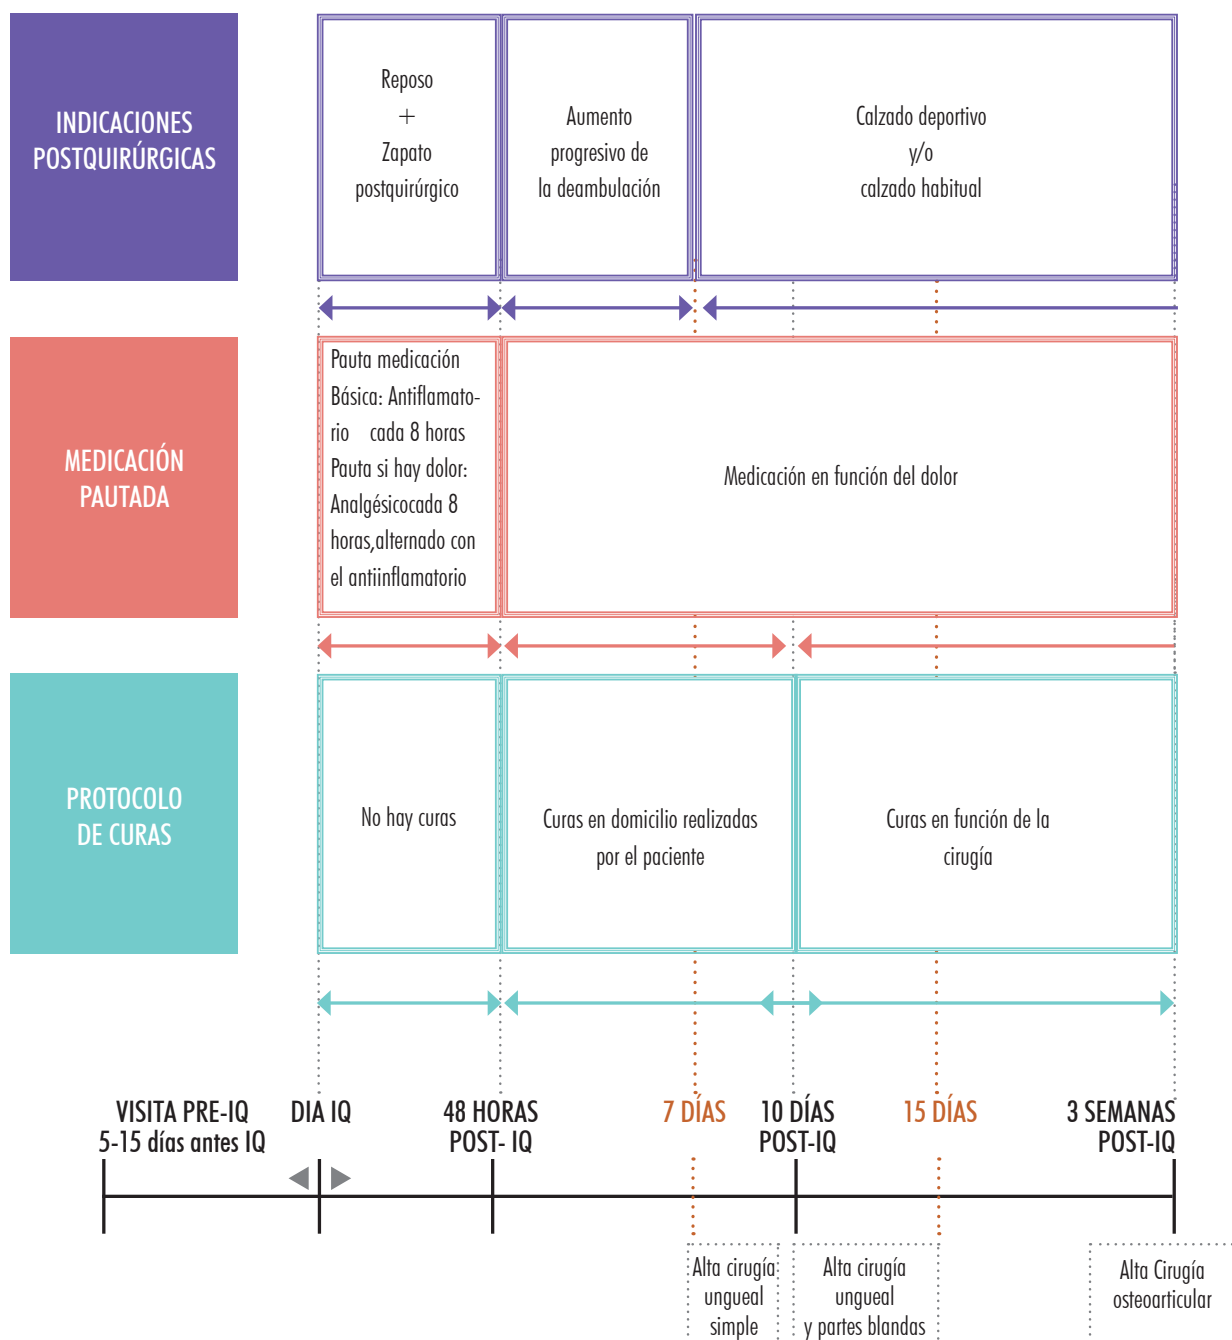 INDICACIONES
POSTQUIRÚRGICAS
Reposo
+
Zapato
postquirúrgico
Aumento
progresivo de
la deambulación
Calzado deportivo
y/o
calzado habitual
MEDICACIÓN
PAUTADA
Pauta medicación
Básica: Antiflamato-
rio cada 8 horas
Pauta si hay dolor:
Analgésicocada 8
horas,alternado con
el antiinflamatorio
Medicación en función del dolor
PROTOCOLO
DE CURAS
No hay curas
Curas en domicilio realizadas
por el paciente
Curas en función de la
cirugía
VISITA PRE-IQ
5-15 días antes IQ
DIA IQ
48 HORAS
POST- IQ
7 DÍAS
10 DÍAS
POST-IQ
15 DÍAS
3 SEMANAS
POST-IQ
Alta cirugía
ungueal
simple
Alta cirugía
ungueal
y partes blandas
Alta Cirugía
osteoarticular